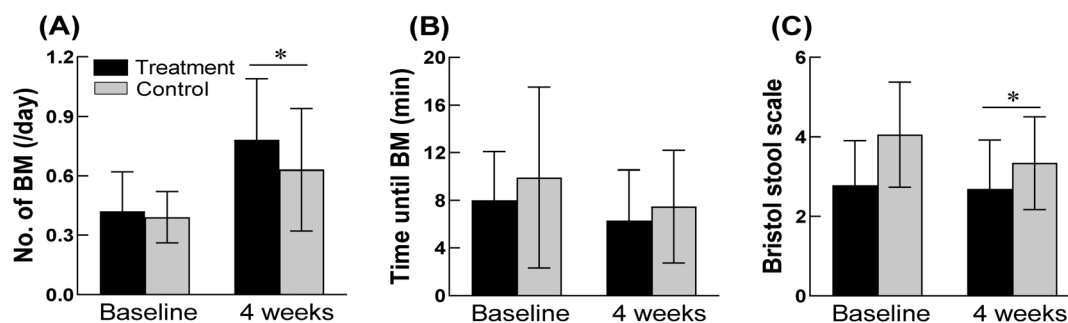 (A)
No. of BM (/day)
1.2
0.9
0.6
0.3
0.0
Treatment
Control
*
Baseline
4 weeks
(B)
Time until BM (min)
20
16
12
8
4
0
Baseline
4 weeks
(C)
Bristol stool scale
6
4
2
0
*
Baseline
4 weeks